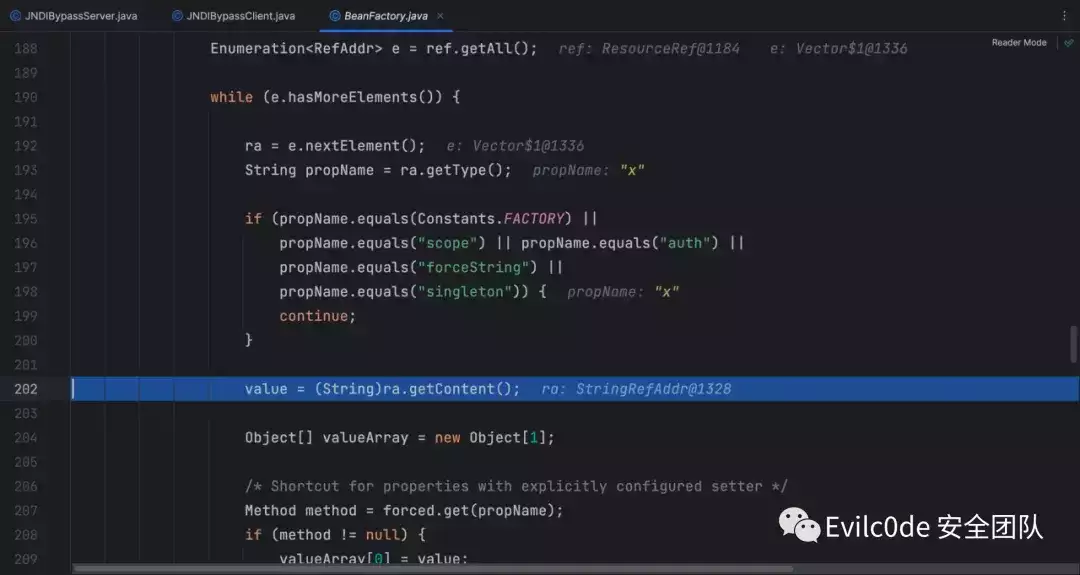 JNDIBypassServer.java JNDIBypassClient.java BeanFactory.java
188 Enumeration<RefAddr> e = ref.getAll(); ref: ResourceRef@1184 e: Vector$1@1336
Reader Mode
189
190 while (e.hasMoreElements()) {
191
192 ra = e.nextElement(); e: Vector$1@1336
193 String propName = ra.getType(); propName: "x"
194
195 if (propName.equals(Constants.FACTORY) ||
196 propName.equals("scope") || propName.equals("auth") ||
197 propName.equals("forceString") ||
198 propName.equals("singleton")) { propName: "x"
199 continue;
200 }
201
202 value = (String)ra.getContent(); ra: StringRefAddr@1328
203
204 Object[] valueArray = new Object[1];
205
206 /* Shortcut for properties with explicitly configured setter */
207 Method method = forced.get(propName);
208 if (method != null) {
209 valueArray[0] = value;
Evilc0de 安全团队